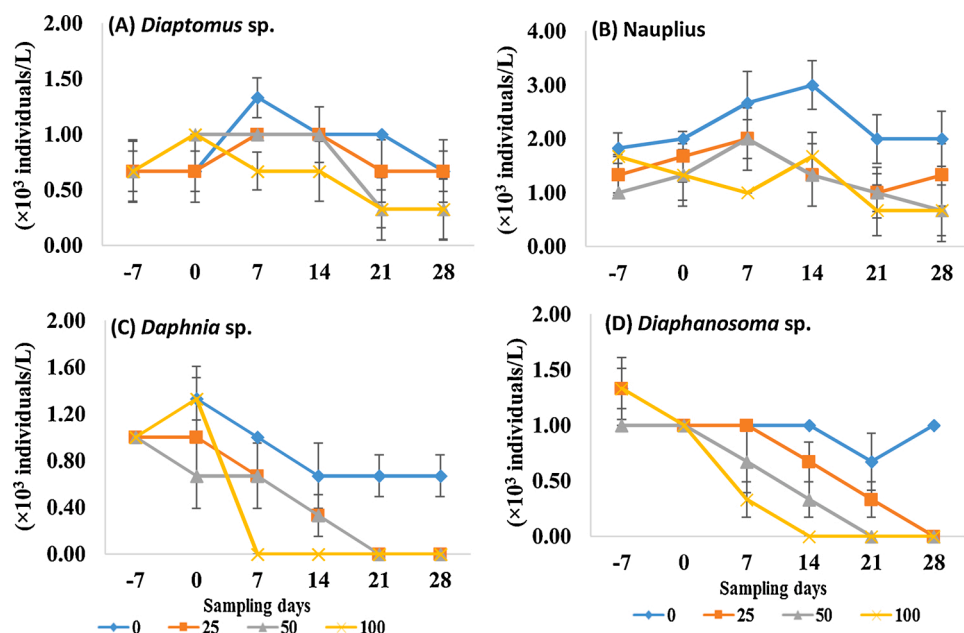 (A) Diaptomus sp.
(×10³ individuals/L)
2.00
1.50
1.00
0.50
0.00
-7 0 7 14 21 28
(B) Nauplius
(×10³ individuals/L)
4.00
3.00
2.00
1.00
0.00
-7 0 7 14 21 28
(C) Daphnia sp.
(×10³ individuals/L)
2.00
1.60
1.20
0.80
0.40
0.00
-7 0 7 14 21 28
Sampling days
0 25 50 100
(D) Diaphanosoma sp.
(×10³ individuals/L)
2.00
1.50
1.00
0.50
0.00
-7 0 7 14 21 28
Sampling days
0 25 50 100